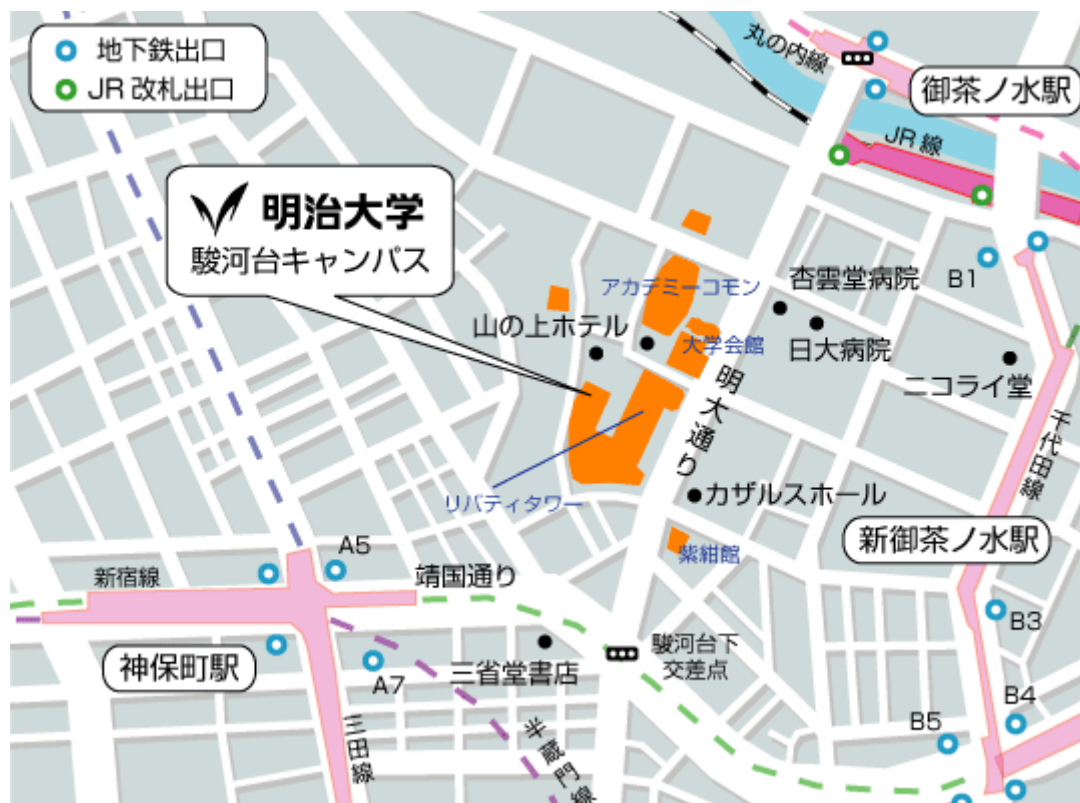 地下鉄出口
JR 改札出口
丸の内線
御茶ノ水駅
JR 線
明治大学
駿河台キャンパス
アカデミーコモン
杏雲堂病院
B1
山の上ホテル
大学会館
日大病院
ニコライ堂
明大通り
千代田線
リバティタワー
カザルスホール
新御茶ノ水駅
紫紺館
A5
新宿線
靖国通り
B3
神保町駅
A7
三省堂書店
駿河台下
交差点
B4
B5
三田線
半蔵門線